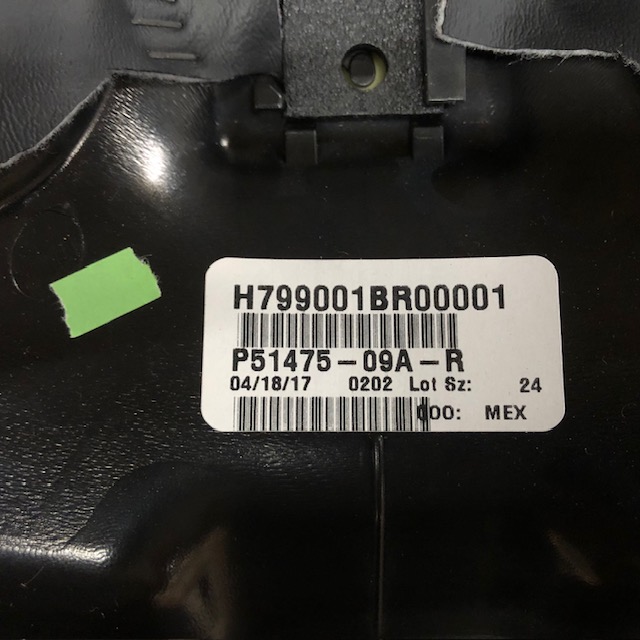 H799001BR00001
P51475-09A-R
04/18/17 0202 Lot Sz: 24
COO: MEX